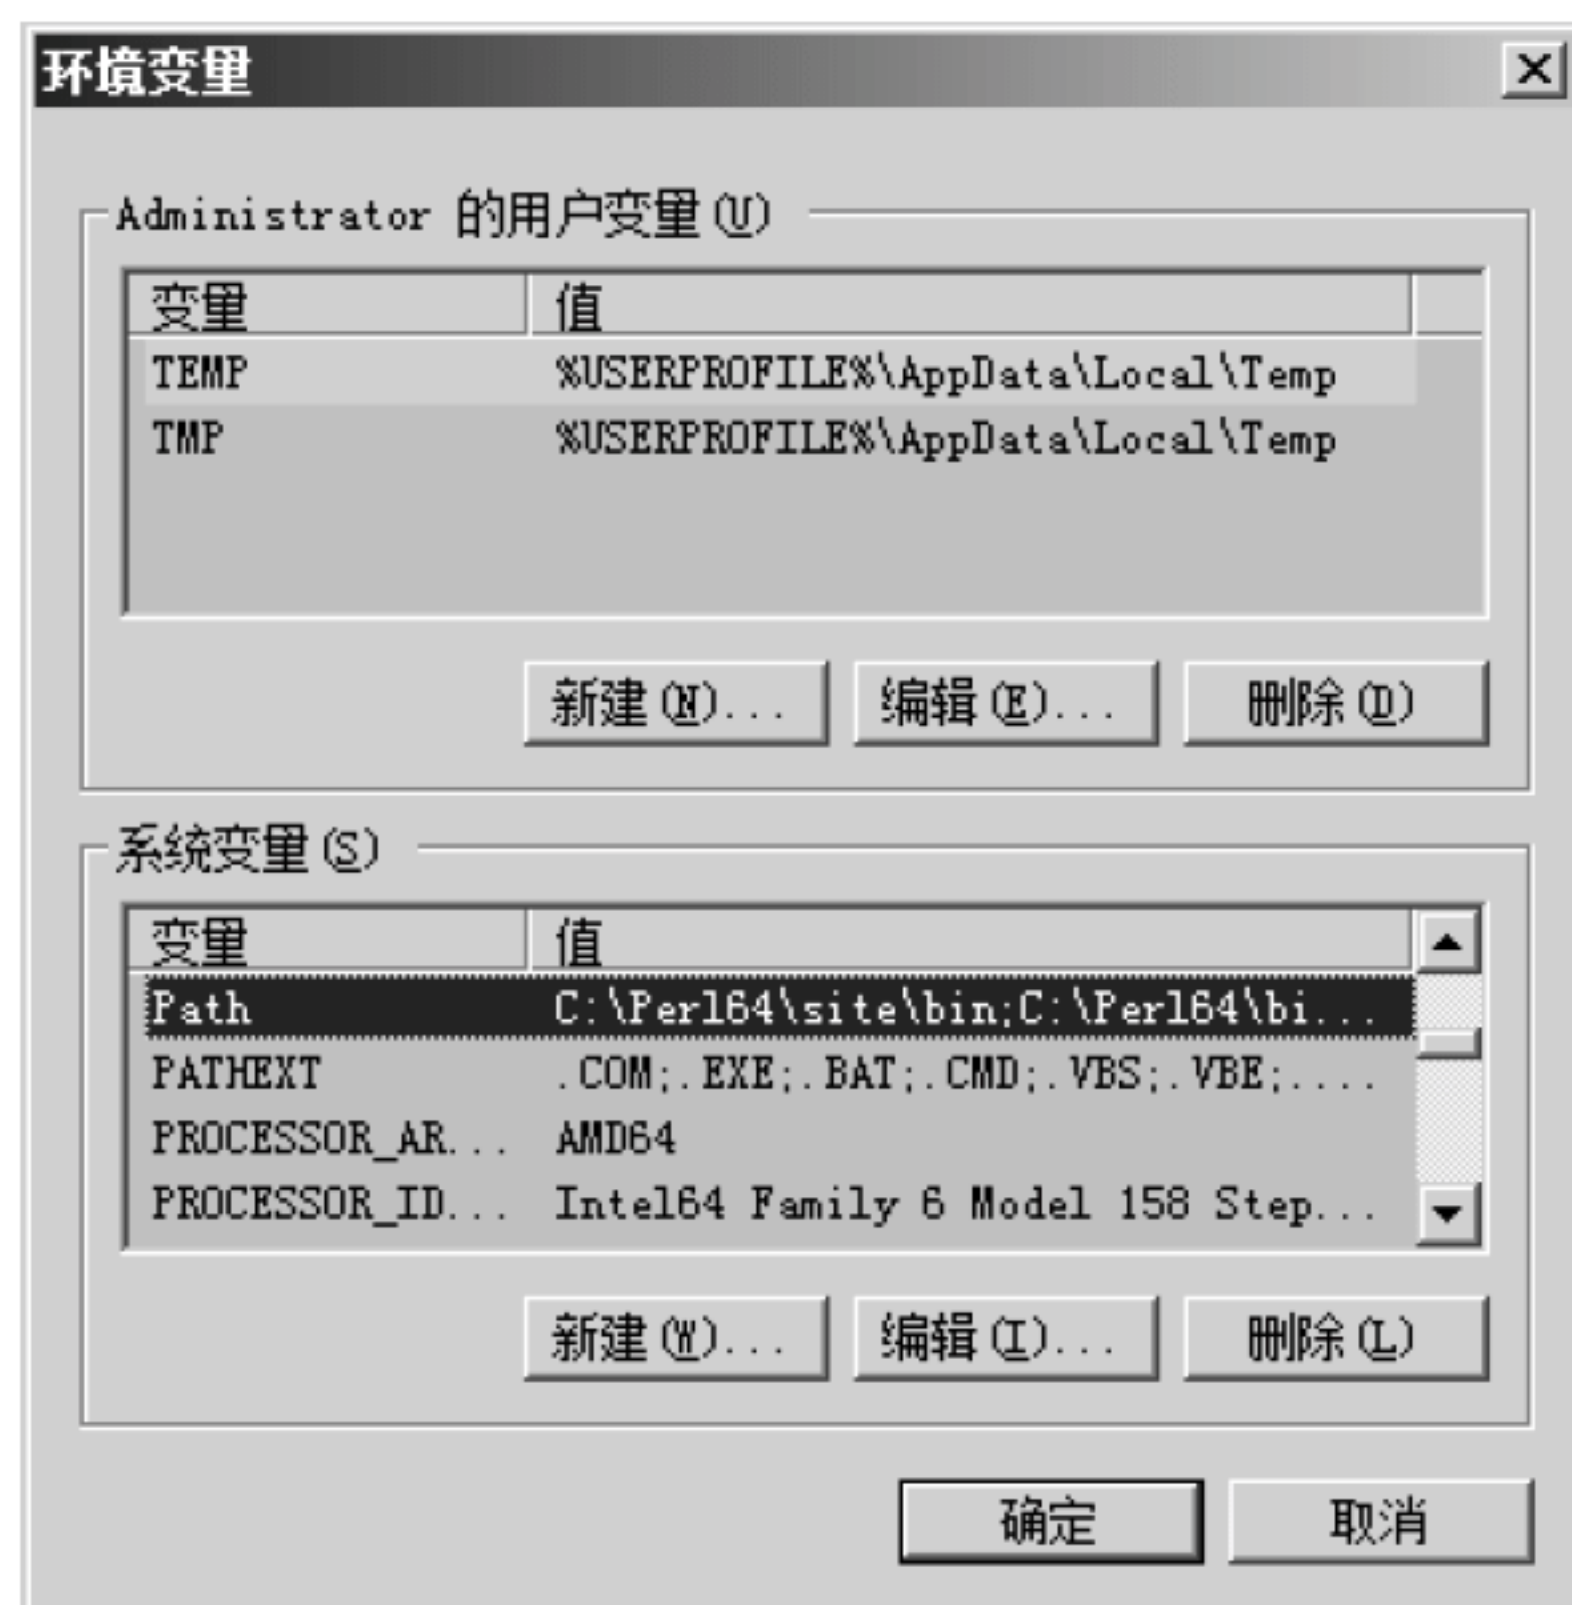 环境变量
Administrator 的用户变量(U)
变量 值
TEMP %USERPROFILE%\AppData\Local\Temp
TMP %USERPROFILE%\AppData\Local\Temp
新建(N)... 编辑(E)... 删除(D)
系统变量(S)
变量 值
Path C:\Perl64\site\bin;C:\Perl64\bi...
PATHEXT .COM;.EXE;.BAT;.CMD;.VBS;.VBE;....
PROCESSOR_AR... AMD64
PROCESSOR_ID... Intel64 Family 6 Model 158 Step...
新建(W)... 编辑(I)... 删除(L)
确定 取消